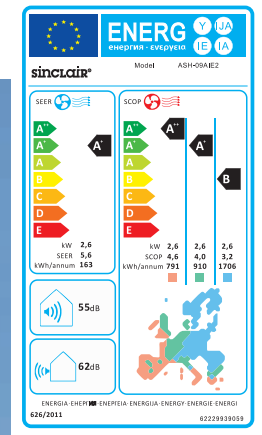 ENERG Y IJA
енергия · ενεργεια IE IA
sinclair®
Model ASH-09AIE2
SEER SCOP
A++ A++ A++
A+ A+ A+ A+
A A
B B B
C C
D D
E E
kW 2,6 kW 2,6 2,6 2,6
SEER 5,6 SCOP 4,6 4,0 3,2
kWh/annum 163 kWh/annum 791 910 1706
55dB
62dB
ENERGIA·ЕНЕРГИЯ·ΕΝΕΡΓΕΙΑ·ENERGIJA·ENERGY·ENERGIE·ENERGI
626/2011 62229939059